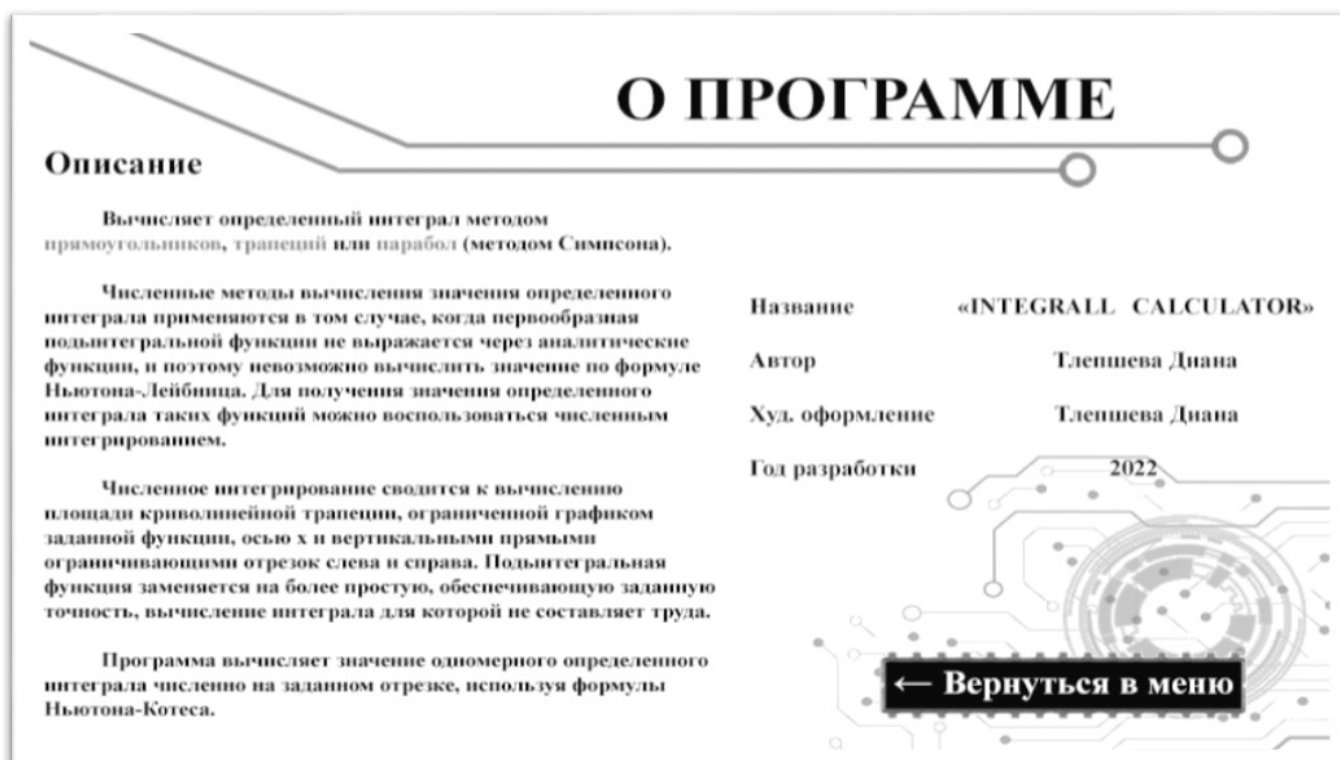 О ПРОГРАММЕ
Описание
Вычисляет определенный интеграл методом
прямоугольников, трапеций или парабол (методом Симпсона).
Численные методы вычисления значения определенного
интеграла применяются в том случае, когда первообразная
подынтегральной функции не выражается через аналитические
функции, и поэтому невозможно вычислить значение по формуле
Ньютона-Лейбница. Для получения значения определенного
интеграла таких функций можно воспользоваться численным
интегрированием.
Численное интегрирование сводится к вычислению
площади криволинейной трапеции, ограниченной графиком
заданной функции, осью х и вертикальными прямыми
ограничивающими отрезок слева и справа. Подынтегральная
функция заменяется на более простую, обеспечивающую заданную
точность, вычисление интеграла для которой не составляет труда.
Программа вычисляет значение одномерного определенного
интеграла численно на заданном отрезке, используя формулы
Ньютона-Котеса.
Название «INTEGRALL CALCULATOR»
Автор Тлепшева Диана
Худ. оформление Тлепшева Диана
Год разработки 2022
← Вернуться в меню